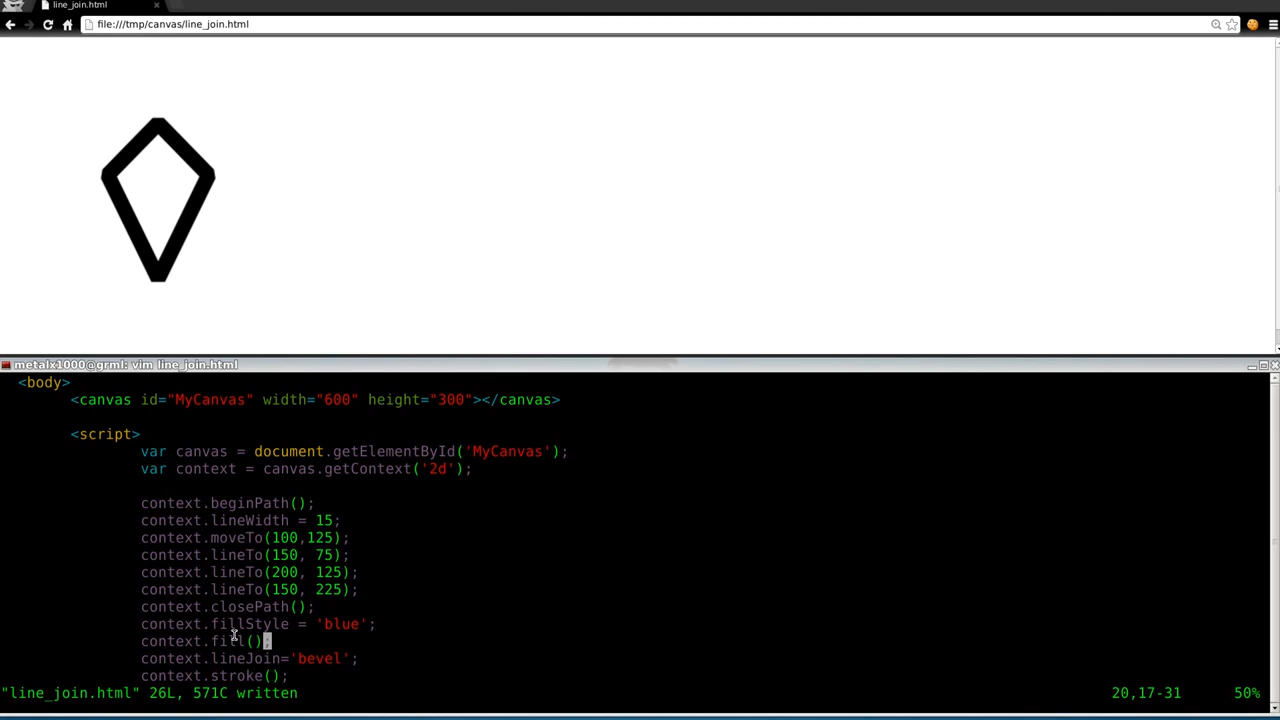 line_join.html
file:///tmp/canvas/line_join.html
metalx1000@grml: vim line_join.html
<body>
<canvas id="MyCanvas" width="600" height="300"></canvas>
<script>
var canvas = document.getElementById('MyCanvas');
var context = canvas.getContext('2d');
context.beginPath();
context.lineWidth = 15;
context.moveTo(100,125);
context.lineTo(150, 75);
context.lineTo(200, 125);
context.lineTo(150, 225);
context.closePath();
context.fillStyle = 'blue';
context.fill();
context.lineJoin='bevel';
context.stroke();
"line_join.html" 26L, 571C written 20,17-31 50%